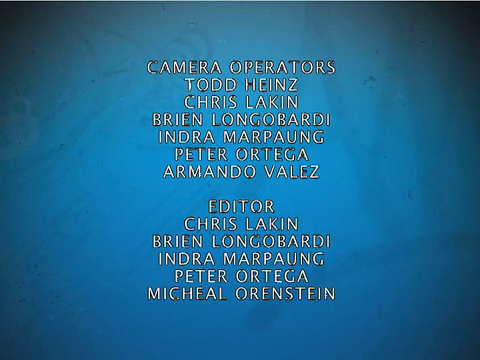 CAMERA OPERATORS
TODD HEINZ
CHRIS LAKIN
BRIEN LONGOBARDI
INDRA MARPAUNG
PETER ORTEGA
ARMANDO VALEZ
EDITOR
CHRIS LAKIN
BRIEN LONGOBARDI
INDRA MARPAUNG
PETER ORTEGA
MICHEAL ORENSTEIN